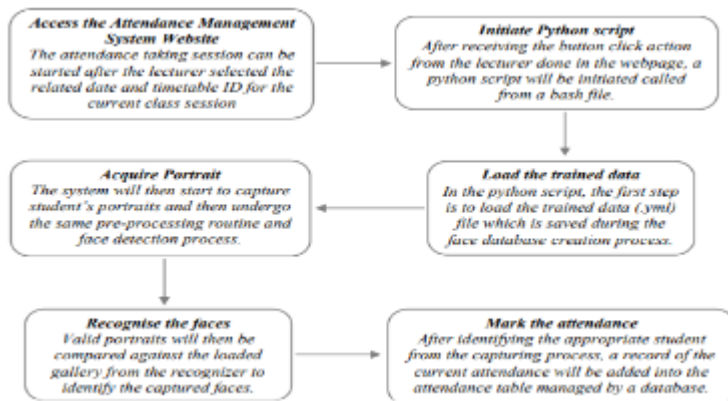 Access the Attendance Management
System Website
The attendance taking session can be
started after the lecturer selected the
related date and timetable ID for the
current class session
Initiate Python script
After receiving the button click action
from the lecturer done in the webpage, a
python script will be initiated called
from a bash file.
Load the trained data
In the python script, the first step
is to load the trained data (.yml)
file which is saved during the
face database creation process.
Acquire Portrait
The system will then start to capture
student's portraits and then undergo
the same pre-processing routine and
face detection process.
Recognise the faces
Valid portraits will then be
compared against the loaded
gallery from the recognizer to
identify the captured faces.
Mark the attendance
After identifying the appropriate student
from the capturing process, a record of the
current attendance will be added into the
attendance table managed by a database.